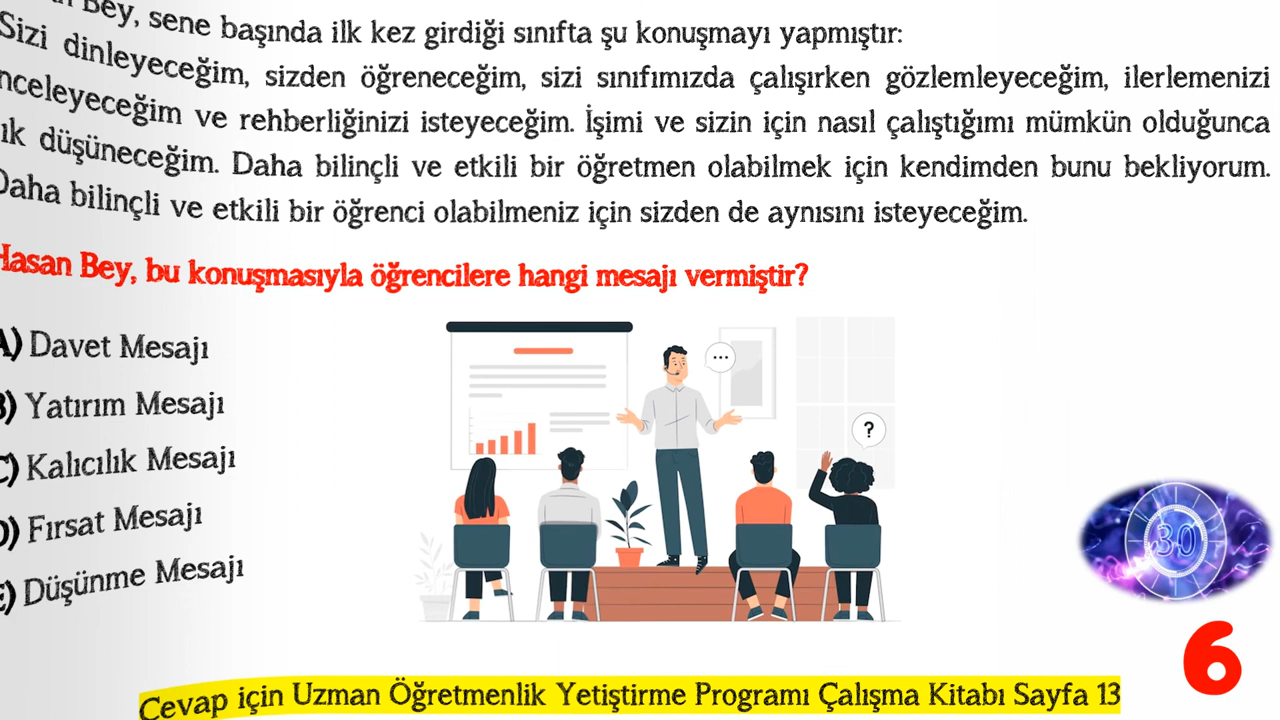 Bey, sene başında ilk kez girdiği sınıfta şu konuşmayı yapmıştır:
Sizi dinleyeceğim, sizden öğreneceğim, sizi sınıfımızda çalışırken gözlemleyeceğim, ilerlemenizi
nceleyeceğim ve rehberliğinizi isteyeceğim. İşimi ve sizin için nasıl çalıştığımı mümkün olduğunca
ık düşüneceğim. Daha bilinçli ve etkili bir öğretmen olabilmek için kendimden bunu bekliyorum.
Daha bilinçli ve etkili bir öğrenci olabilmeniz için sizden de aynısını isteyeceğim.
Hasan Bey, bu konuşmasıyla öğrencilere hangi mesajı vermiştir?
A) Davet Mesajı
B) Yatırım Mesajı
C) Kalıcılık Mesajı
D) Fırsat Mesajı
E) Düşünme Mesajı
?
30
6
Cevap için Uzman Öğretmenlik Yetiştirme Programı Çalışma Kitabı Sayfa 13